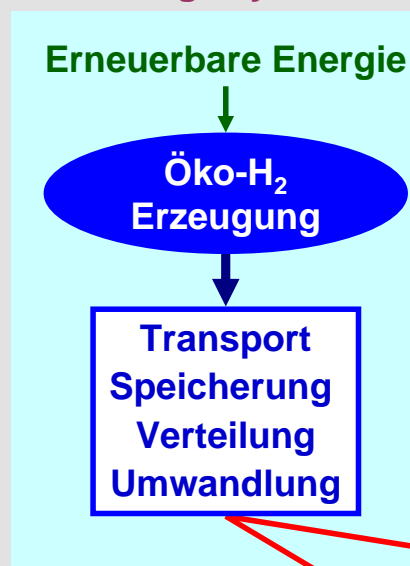 Erneuerbare Energie
Öko-H₂
Erzeugung
Transport
Speicherung
Verteilung
Umwandlung